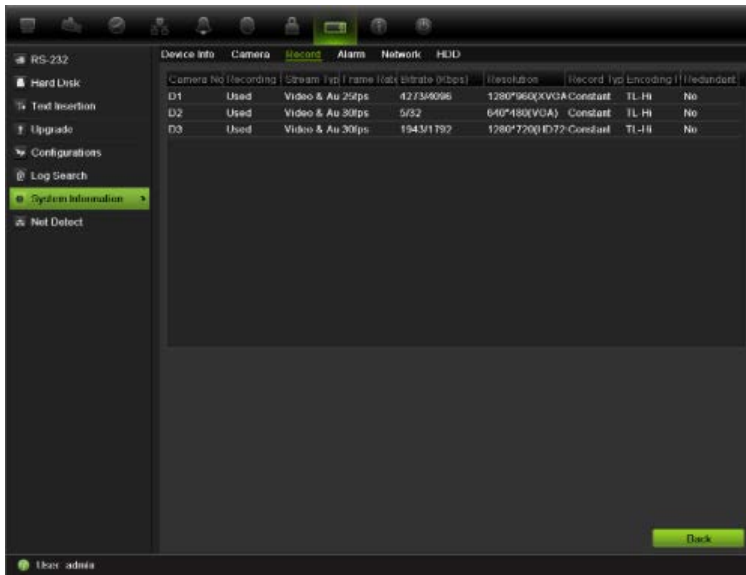 Device Info Camera Record Alarm Network HDD
RS-232
Hard Disk
Text Insertion
Upgrade
Configurations
Log Search
System Information
Net Detect
Camera No Recording Stream Typ Frame Rate Bitrate (Kbps) Resolution Record Typ Encoding Redundant
D1 Used Video & Au 25fps 4273/4096 1280*960(XVGA Constant TL-Hi No
D2 Used Video & Au 30fps 5/32 640*480(VGA) Constant TL-Hi No
D3 Used Video & Au 30fps 1943/1792 1280*720(HD72 Constant TL-Hi No
Back
User: admin